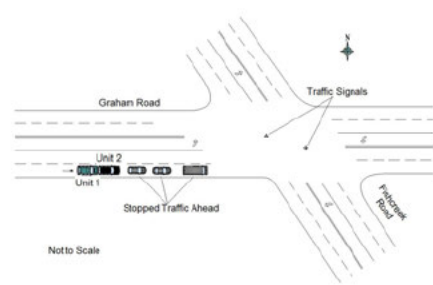 N
Traffic Signals
Graham Road
Unit 2
Unit 1
Stopped Traffic Ahead
Fishcreek
Road
Not to Scale